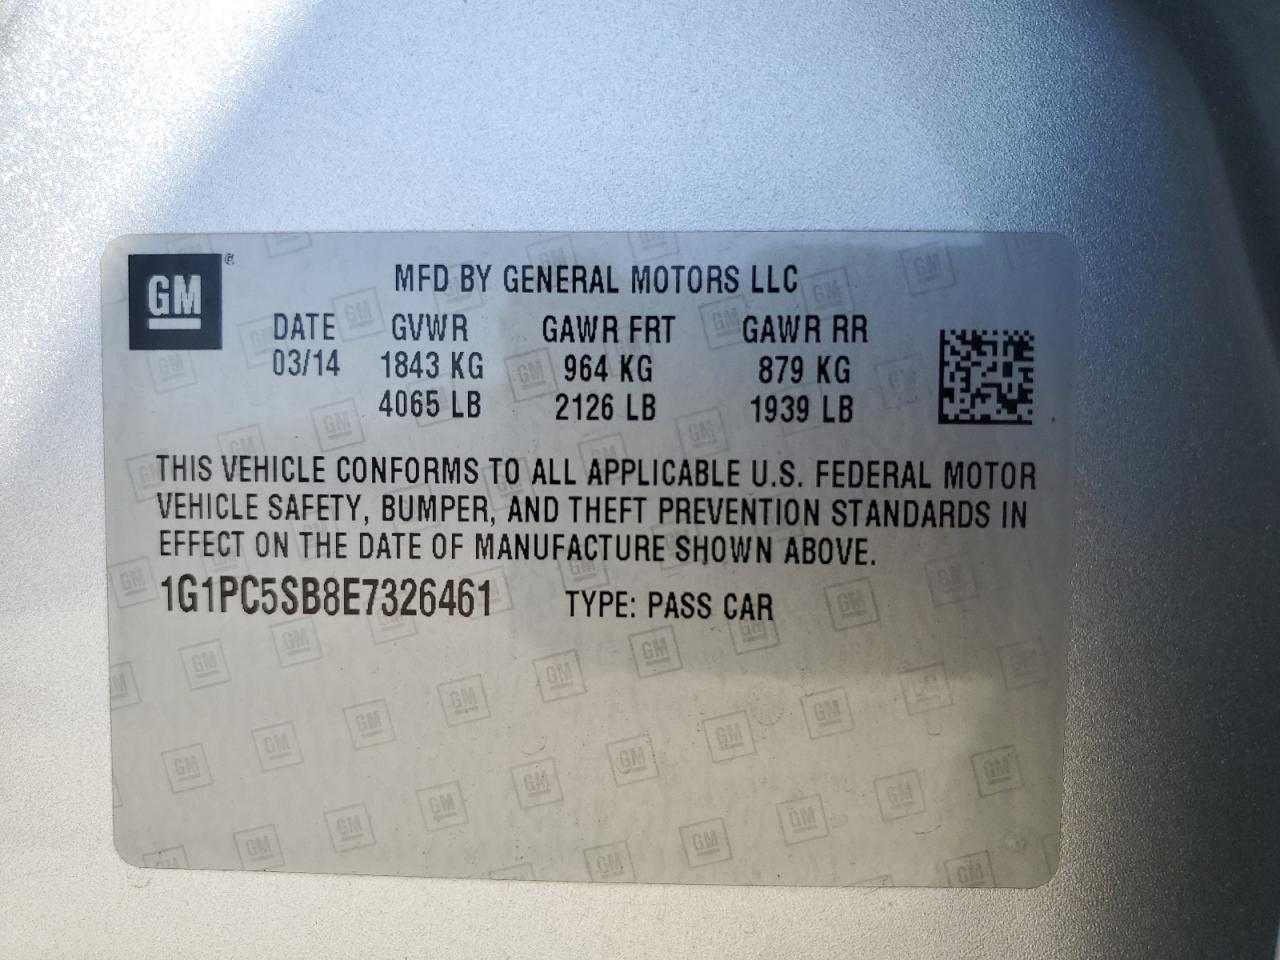 GM ®
MFD BY GENERAL MOTORS LLC
DATE GVWR GAWR FRT GAWR RR
03/14 1843 KG 964 KG 879 KG
4065 LB 2126 LB 1939 LB
THIS VEHICLE CONFORMS TO ALL APPLICABLE U.S. FEDERAL MOTOR
VEHICLE SAFETY, BUMPER, AND THEFT PREVENTION STANDARDS IN
EFFECT ON THE DATE OF MANUFACTURE SHOWN ABOVE.
1G1PC5SB8E7326461 TYPE: PASS CAR